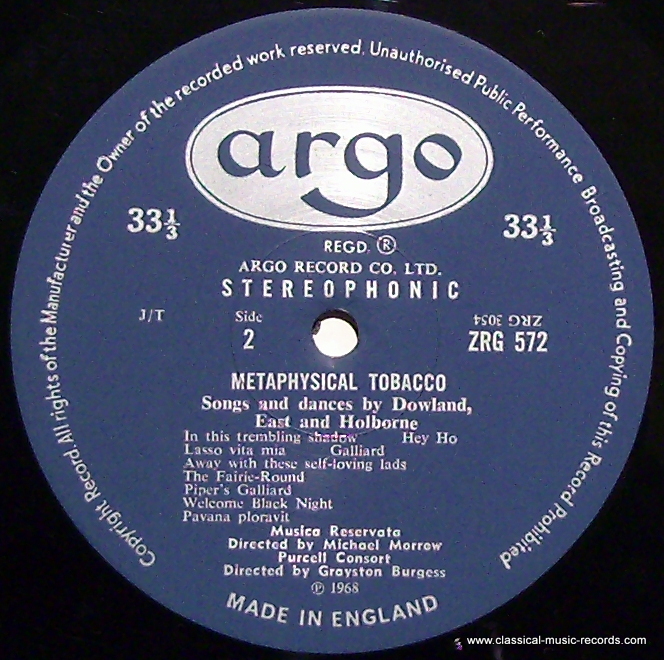 Copyright Record All rights of the Manufacturer and the Owner of the recorded work reserved. Unauthorised Public Performance Broadcasting and Copying of this Record Prohibited
argo
33⅓ 33⅓
REGD. ®
ARGO RECORD CO. LTD.
STEREOPHONIC
J/T Side ZRG 3054
2 ZRG 572
METAPHYSICAL TOBACCO
Songs and dances by Dowland,
East and Holborne
In this trembling shadow Hey Ho
Lasso vita mia Galliard
Away with these self-loving lads
The Fairie-Round
Piper's Galliard
Welcome Black Night
Pavana ploravit
Musica Reservata
Directed by Michael Morrow
Purcell Consort
Directed by Grayston Burgess
℗ 1968
MADE IN ENGLAND
www.classical-music-records.com